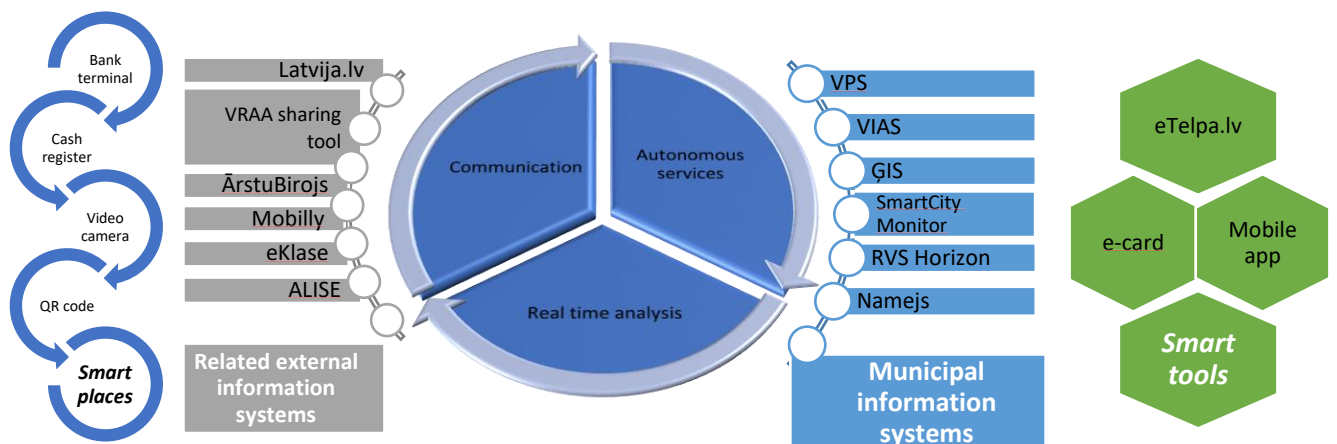 Bank
terminal
Cash
register
Video
camera
QR code
Smart
places
Latvija.lv
VRAA sharing
tool
ĀrstuBirojs
Mobilly
eKlase
ALISE
Related external
information
systems
Communication
Autonomous
services
Real time analysis
VPS
VIAS
ĢIS
SmartCity
Monitor
RVS Horizon
Namejs
Municipal
information
systems
eTelpa.lv
e-card
Mobile
app
Smart
tools